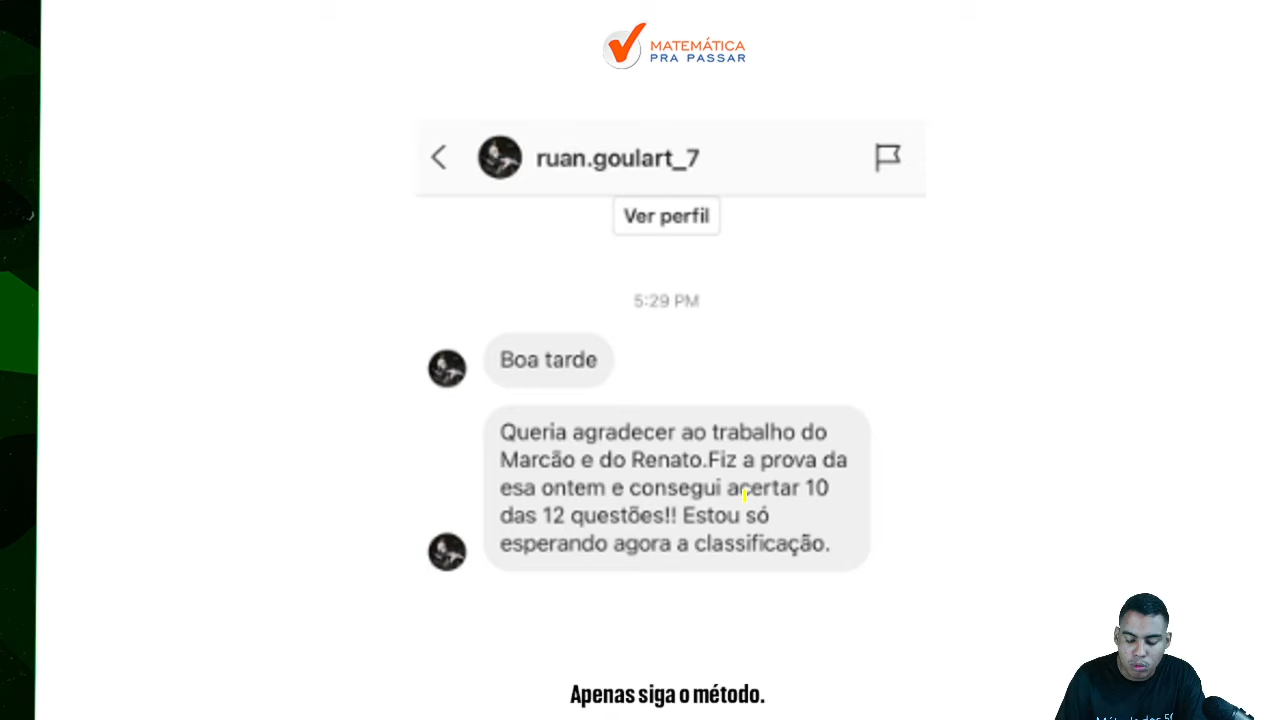 MATEMÁTICA
PRA PASSAR
ruan.goulart_7
Ver perfil
5:29 PM
Boa tarde
Queria agradecer ao trabalho do
Marcão e do Renato.Fiz a prova da
esa ontem e consegui acertar 10
das 12 questões!! Estou só
esperando agora a classificação.
Apenas siga o método.